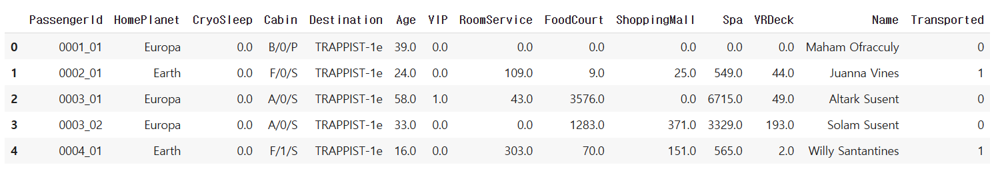 PassengerId HomePlanet CryoSleep Cabin Destination Age VIP RoomService FoodCourt ShoppingMall Spa VRDeck Name Transported
0 0001_01 Europa 0.0 B/0/P TRAPPIST-1e 39.0 0.0 0.0 0.0 0.0 0.0 0.0 Maham Ofracculy 0
1 0002_01 Earth 0.0 F/0/S TRAPPIST-1e 24.0 0.0 109.0 9.0 25.0 549.0 44.0 Juanna Vines 1
2 0003_01 Europa 0.0 A/0/S TRAPPIST-1e 58.0 1.0 43.0 3576.0 0.0 6715.0 49.0 Altark Susent 0
3 0003_02 Europa 0.0 A/0/S TRAPPIST-1e 33.0 0.0 0.0 1283.0 371.0 3329.0 193.0 Solam Susent 0
4 0004_01 Earth 0.0 F/1/S TRAPPIST-1e 16.0 0.0 303.0 70.0 151.0 565.0 2.0 Willy Santantines 1